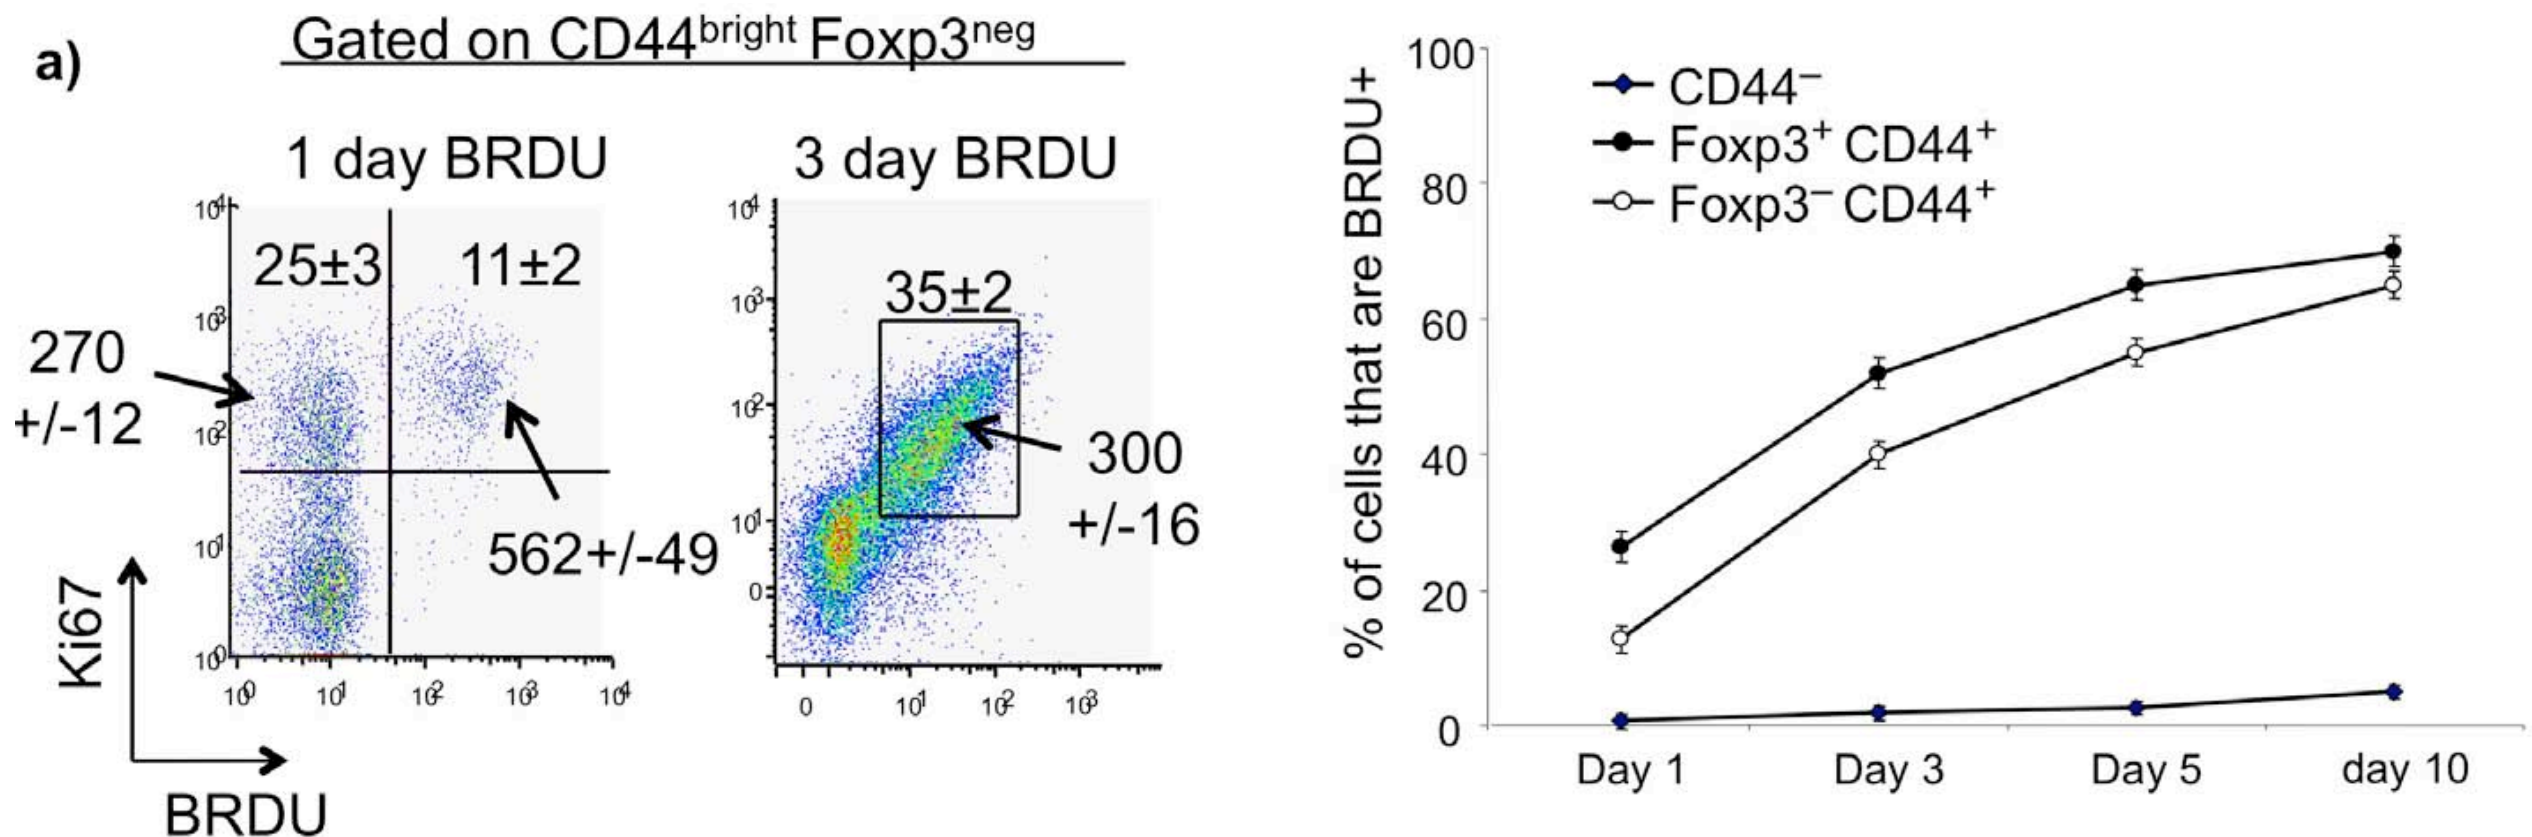 a)
Gated on CD44bright Foxp3neg
1 day BRDU
3 day BRDU
10⁴
10³
10²
10¹
10⁰
25±3
11±2
270
+/-12
562+/-49
10⁰
10¹
10²
10³
10⁴
Ki67
BRDU
10⁴
10³
10²
10¹
0
35±2
300
+/-16
0
10¹
10²
10³
% of cells that are BRDU+
100
80
60
40
20
0
CD44–
Foxp3+ CD44+
Foxp3– CD44+
Day 1
Day 3
Day 5
day 10